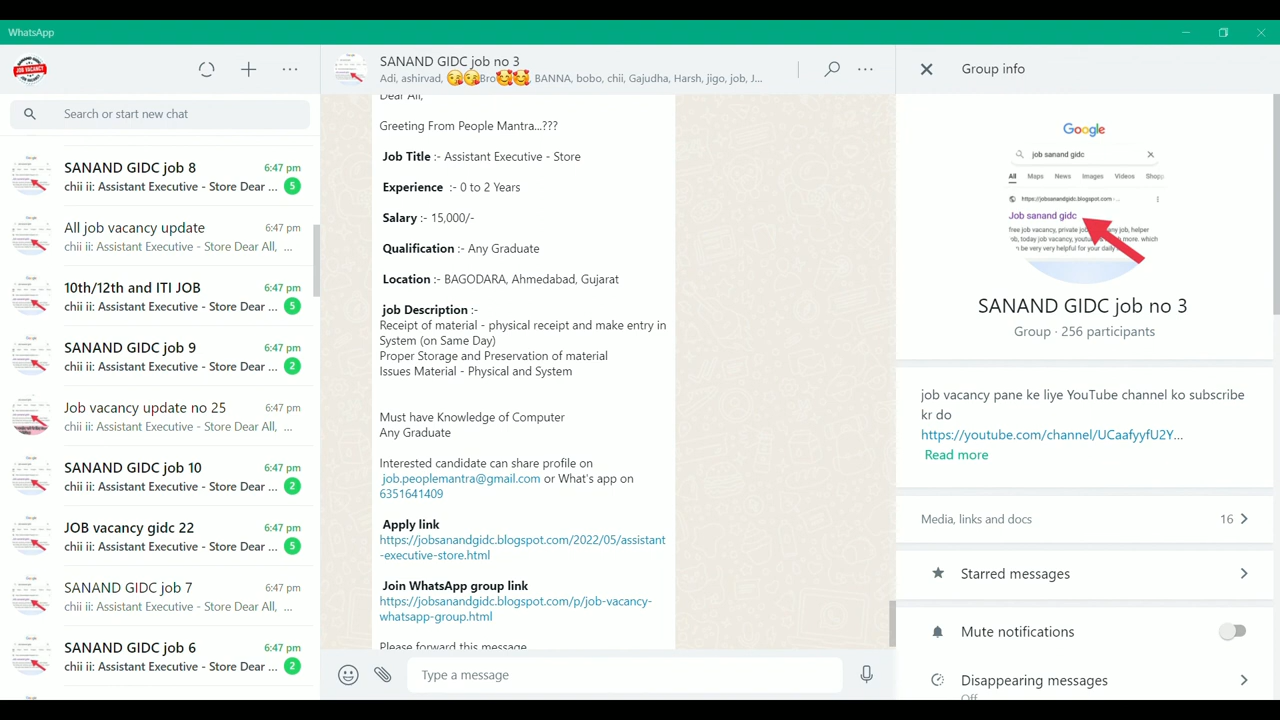 WhatsApp
Search or start new chat
SANAND GIDC job 8
6:47 pm
chii ii: Assistant Executive - Store Dear ...
5
All job vacancy update
6:47 pm
chii ii: Assistant Executive - Store Dear All, ...
10th/12th and ITI JOB
6:47 pm
chii ii: Assistant Executive - Store Dear ...
5
SANAND GIDC job 9
6:47 pm
chii ii: Assistant Executive - Store Dear ...
2
Job vacancy update no 25
6:47 pm
chii ii: Assistant Executive - Store Dear All, ...
SANAND GIDC job 10
6:47 pm
chii ii: Assistant Executive - Store Dear ...
2
JOB vacancy gidc 22
6:47 pm
chii ii: Assistant Executive - Store Dear ...
5
SANAND GIDC job 7
6:47 pm
chii ii: Assistant Executive - Store Dear All, ...
SANAND GIDC job 6
6:47 pm
chii ii: Assistant Executive - Store Dear ...
2
SANAND GIDC job no 3
Adi, ashirvad, 😘😘Bro🥰🥰, BANNA, bobo, chii, Gajudha, Harsh, jigo, job, J...
Dear All,
Greeting From People Mantra...???
Job Title :- Assistant Executive - Store
Experience :- 0 to 2 Years
Salary :- 15,000/-
Qualification :- Any Graduate
Location :- BAGODARA, Ahmedabad, Gujarat
Job Description :-
Receipt of material - physical receipt and make entry in
System (on Same Day)
Proper Storage and Preservation of material
Issues Material - Physical and System
Must have knowledge of Computer
Any Graduate
Interested candidate can share profile on
job.peoplemantra@gmail.com or What's app on
6351641409
Apply link
https://jobsanandgidc.blogspot.com/2022/05/assistant
-executive-store.html
Join WhatsApp group link
https://jobsanandgidc.blogspot.com/p/job-vacancy-
whatsapp-group.html
Please forward this message
Type a message
Group info
Google
job sanand gidc
All Maps News Images Videos Shopp
https://jobsanandgidc.blogspot.com › ...
Job sanand gidc
SANAND GIDC job no 3
Group · 256 participants
job vacancy pane ke liye YouTube channel ko subscribe
kr do
https://youtube.com/channel/UCaafyyfU2Y...
Read more
Media, links and docs
16
Starred messages
Mute notifications
Disappearing messages
Off